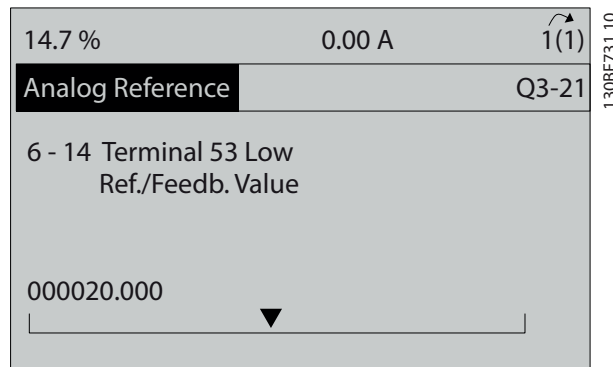 14.7 % 0.00 A 1(1)
Analog Reference Q3-21
6 - 14 Terminal 53 Low
Ref./Feedb. Value
000020.000
130BF731.10